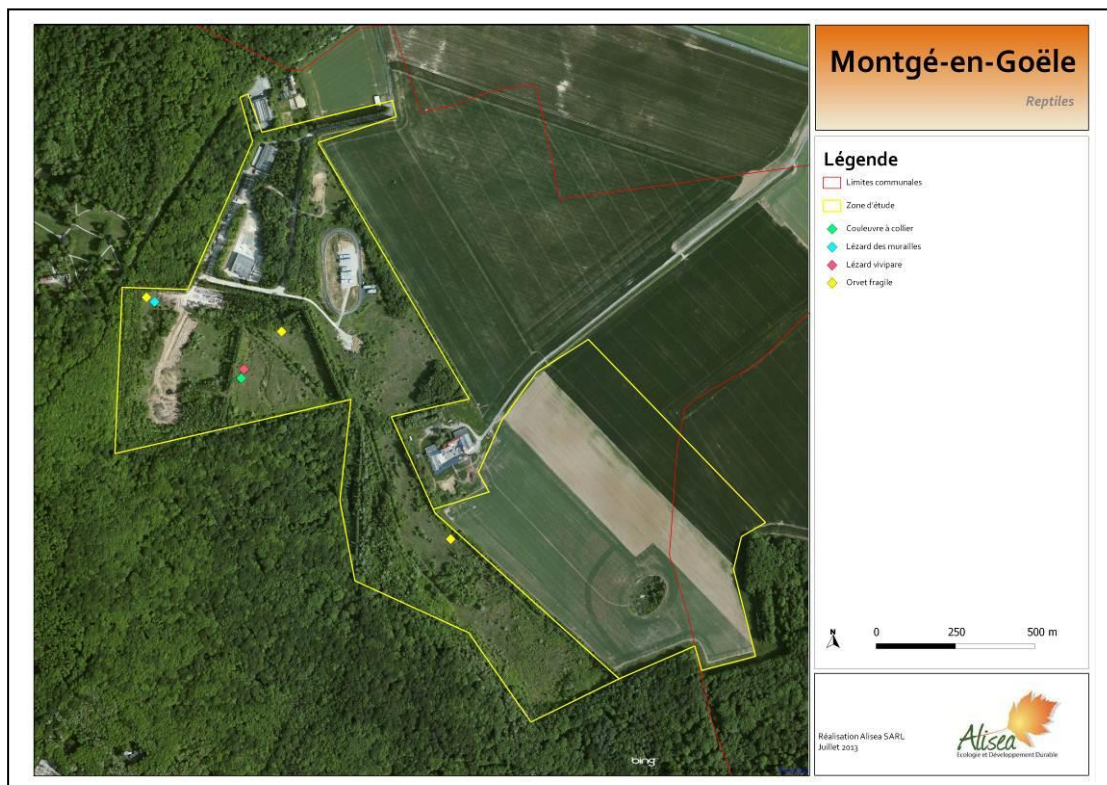 Montgé-en-Goële
Reptiles
Légende
Limites communales
Zone d'étude
Couleuvre à collier
Lézard des murailles
Lézard vivipare
Orvet fragile
N
0 250 500 m
Réalisation Alisea SARL
Juillet 2013
Alisea
Ecologie et Développement Durable
bing